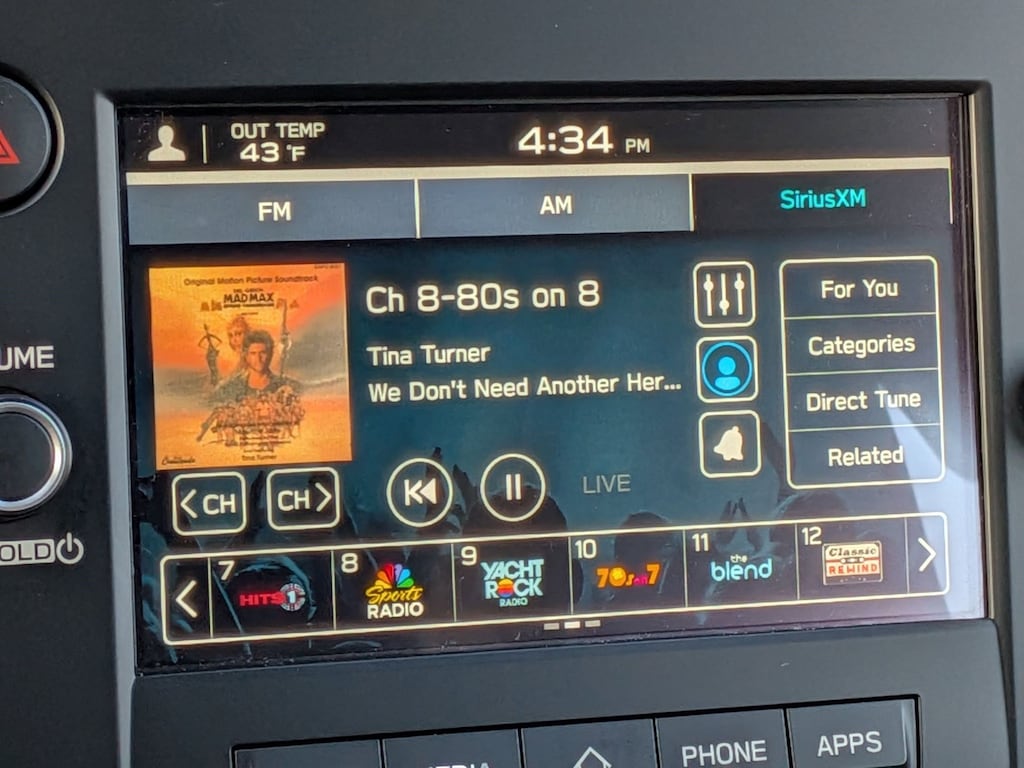 OUT TEMP
43 °F
4:34 PM
FM
AM
SiriusXM
Original Motion Picture Soundtrack
MAD MAX
Tina Turner
Ch 8-80s on 8
Tina Turner
We Don't Need Another Her...
For You
Categories
Direct Tune
Related
UME
OLD
CH
CH
LIVE
7
HITS 1
8
Sports
RADIO
9
YACHT
ROCK
RADIO
10
70s on 7
11
the
blend
12
Classic
REWIND
PHONE
APPS